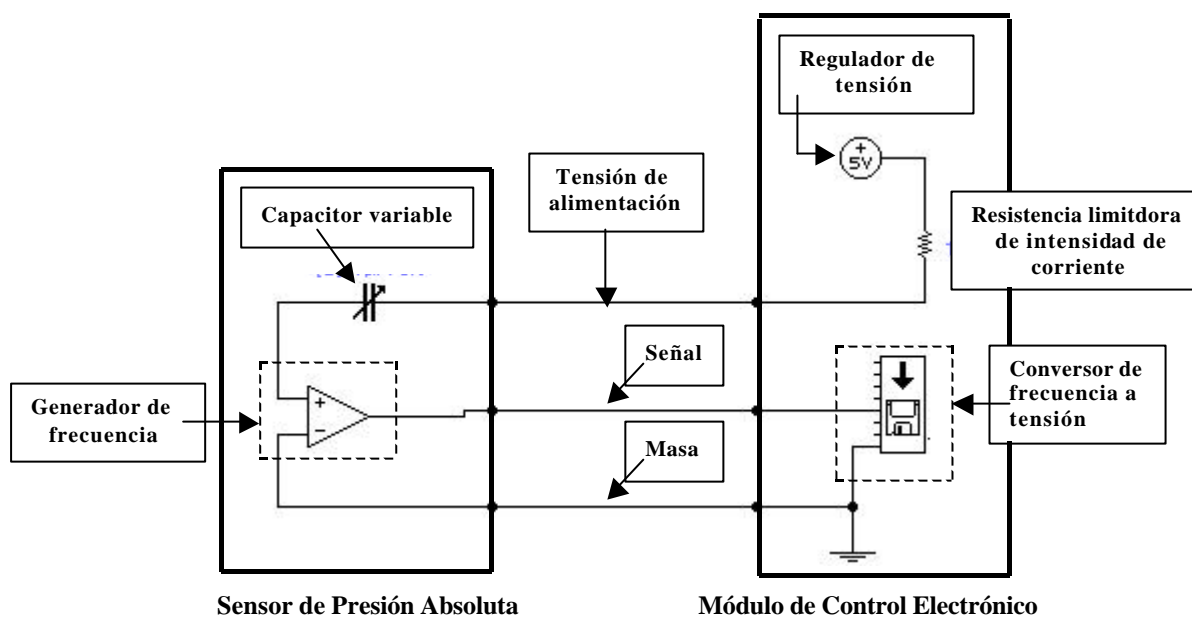 Regulador de
tensión
+
5V
Tensión de
alimentación
Capacitor variable
Resistencia limitdora
de intensidad de
corriente
Señal
Conversor de
frecuencia a
tensión
Generador de
frecuencia
+
−
Masa
Sensor de Presión Absoluta
Módulo de Control Electrónico